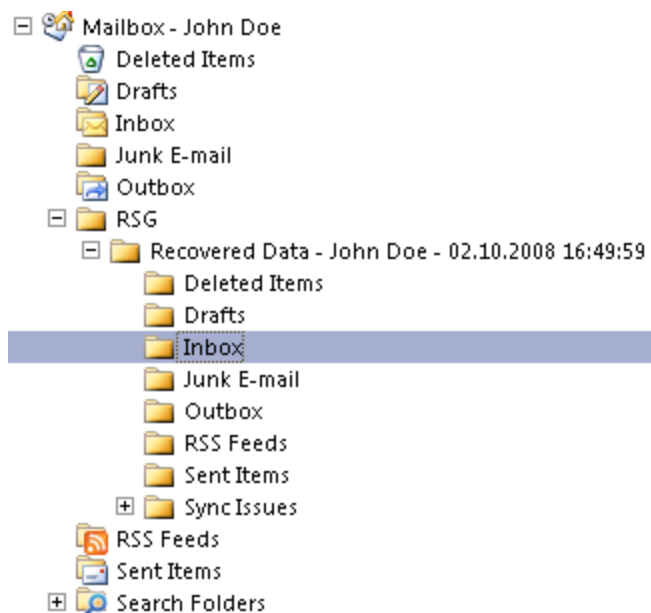 Mailbox - John Doe
Deleted Items
Drafts
Inbox
Junk E-mail
Outbox
RSG
Recovered Data - John Doe - 02.10.2008 16:49:59
Deleted Items
Drafts
Inbox
Junk E-mail
Outbox
RSS Feeds
Sent Items
Sync Issues
RSS Feeds
Sent Items
Search Folders